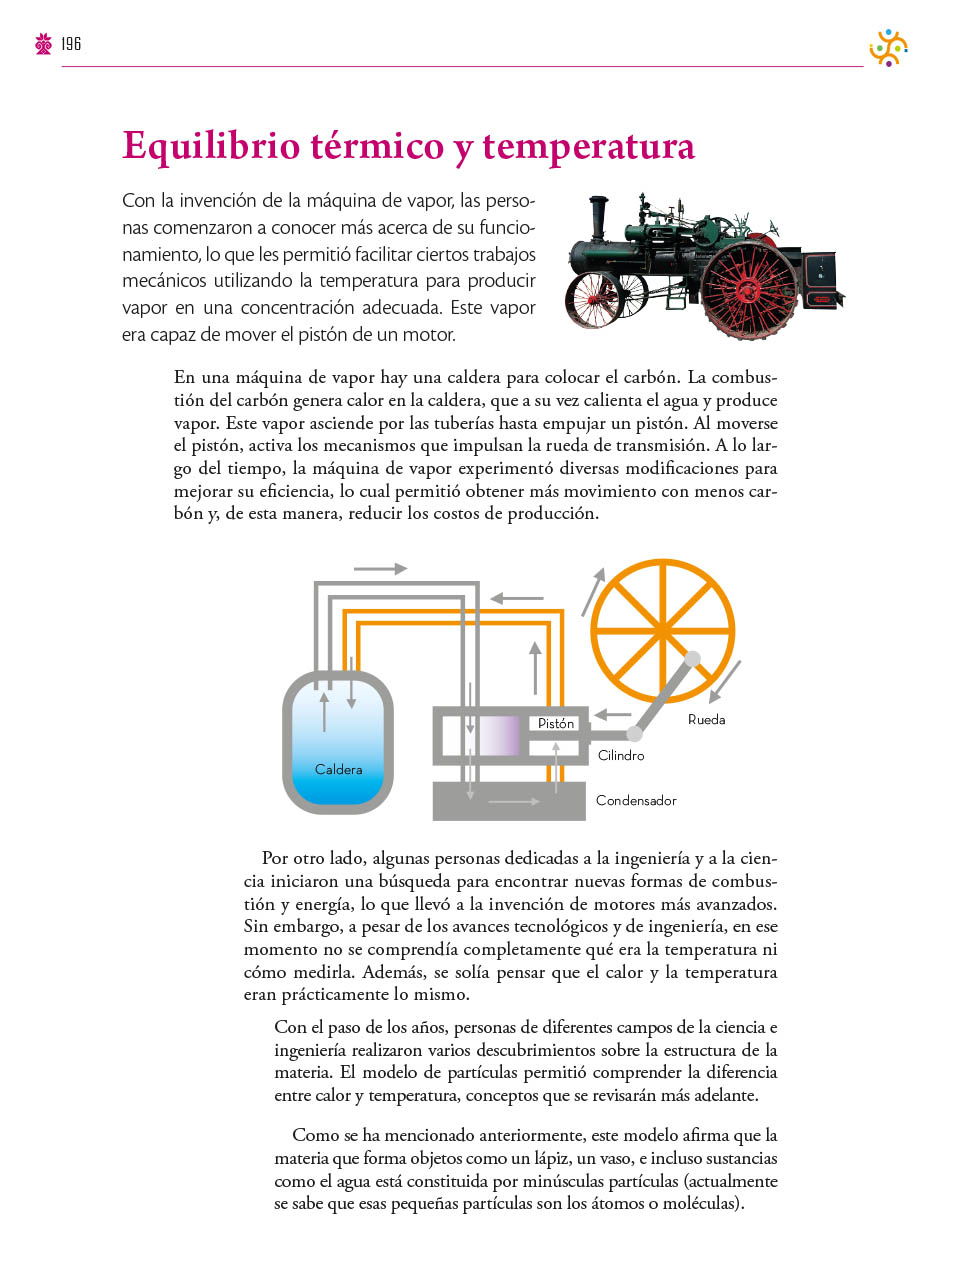 196
Equilibrio térmico y temperatura
Con la invención de la máquina de vapor, las perso-
nas comenzaron a conocer más acerca de su funcio-
namiento, lo que les permitió facilitar ciertos trabajos
mecánicos utilizando la temperatura para producir
vapor en una concentración adecuada. Este vapor
era capaz de mover el pistón de un motor.
En una máquina de vapor hay una caldera para colocar el carbón. La combus-
tión del carbón genera calor en la caldera, que a su vez calienta el agua y produce
vapor. Este vapor asciende por las tuberías hasta empujar un pistón. Al moverse
el pistón, activa los mecanismos que impulsan la rueda de transmisión. A lo lar-
go del tiempo, la máquina de vapor experimentó diversas modificaciones para
mejorar su eficiencia, lo cual permitió obtener más movimiento con menos car-
bón y, de esta manera, reducir los costos de producción.
Pistón
Rueda
Cilindro
Caldera
Condensador
Por otro lado, algunas personas dedicadas a la ingeniería y a la cien-
cia iniciaron una búsqueda para encontrar nuevas formas de combus-
tión y energía, lo que llevó a la invención de motores más avanzados.
Sin embargo, a pesar de los avances tecnológicos y de ingeniería, en ese
momento no se comprendía completamente qué era la temperatura ni
cómo medirla. Además, se solía pensar que el calor y la temperatura
eran prácticamente lo mismo.
Con el paso de los años, personas de diferentes campos de la ciencia e
ingeniería realizaron varios descubrimientos sobre la estructura de la
materia. El modelo de partículas permitió comprender la diferencia
entre calor y temperatura, conceptos que se revisarán más adelante.
Como se ha mencionado anteriormente, este modelo afirma que la
materia que forma objetos como un lápiz, un vaso, e incluso sustancias
como el agua está constituida por minúsculas partículas (actualmente
se sabe que esas pequeñas partículas son los átomos o moléculas).